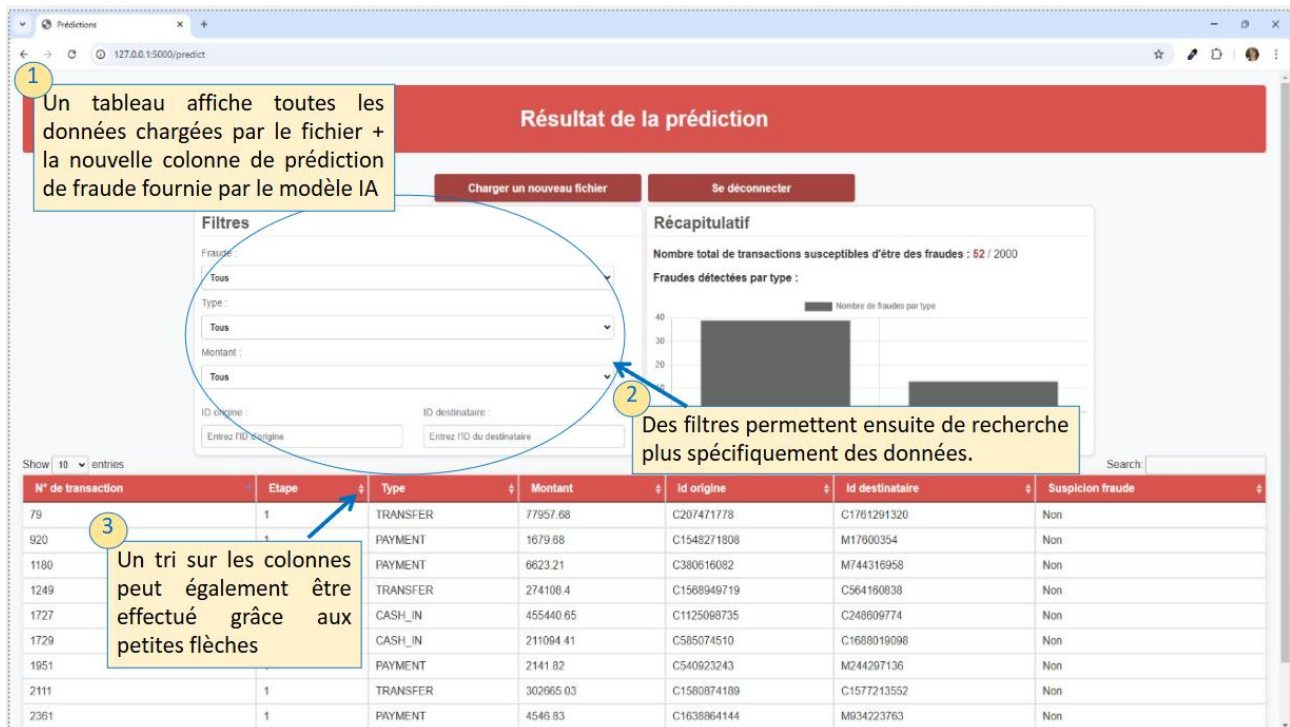 Prédictions
127.0.0.1:5000/predict
1
Un tableau affiche toutes les
données chargées par le fichier +
la nouvelle colonne de prédiction
de fraude fournie par le modèle IA
Résultat de la prédiction
Charger un nouveau fichier
Se déconnecter
Filtres
Fraude :
Tous
Type :
Tous
Montant :
Tous
ID origine :
ID destinataire :
Entrez l'ID d'origine
Entrez l'ID du destinataire
Récapitulatif
Nombre total de transactions susceptibles d'être des fraudes : 52 / 2000
Fraudes détectées par type :
Nombre de fraudes par type
40
30
20
10
2
Des filtres permettent ensuite de recherche
plus spécifiquement des données.
Show 10 entries
Search:
N° de transaction Etape Type Montant Id origine Id destinataire Suspicion fraude
79 1 TRANSFER 77957.68 C207471778 C1761291320 Non
920 1 PAYMENT 1679.68 C1548271808 M17600354 Non
1180 PAYMENT 6623.21 C380616082 M744316958 Non
1249 TRANSFER 274108.4 C1568949719 C564160838 Non
1727 CASH_IN 455440.65 C1125098735 C248609774 Non
1729 CASH_IN 211094.41 C585074510 C1688019098 Non
1951 PAYMENT 2141.82 C540923243 M244297136 Non
2111 1 TRANSFER 302665.03 C1580874189 C1577213552 Non
2361 1 PAYMENT 4546.83 C1638864144 M934223763 Non
3
Un tri sur les colonnes
peut également être
effectué grâce aux
petites flèches